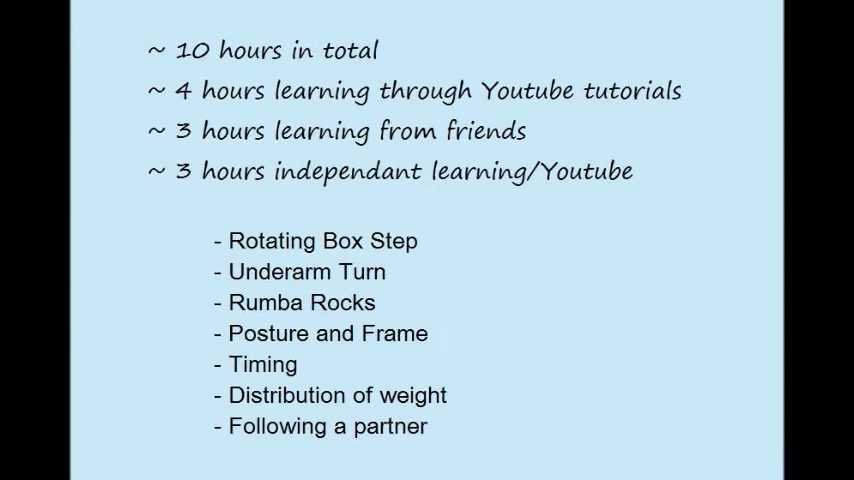 ~ 10 hours in total
~ 4 hours learning through Youtube tutorials
~ 3 hours learning from friends
~ 3 hours independant learning/Youtube
- Rotating Box Step
- Underarm Turn
- Rumba Rocks
- Posture and Frame
- Timing
- Distribution of weight
- Following a partner